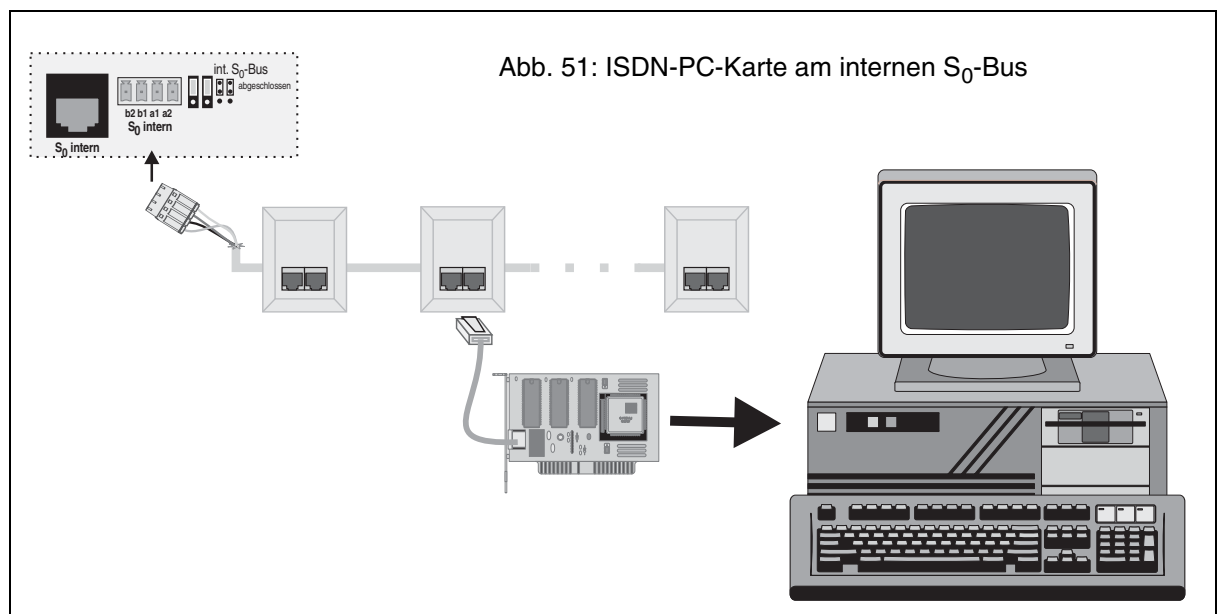 Abb. 51: ISDN-PC-Karte am internen S0-Bus
int. S0-Bus
abgeschlossen
b2 b1 a1 a2
S0 intern
S0 intern